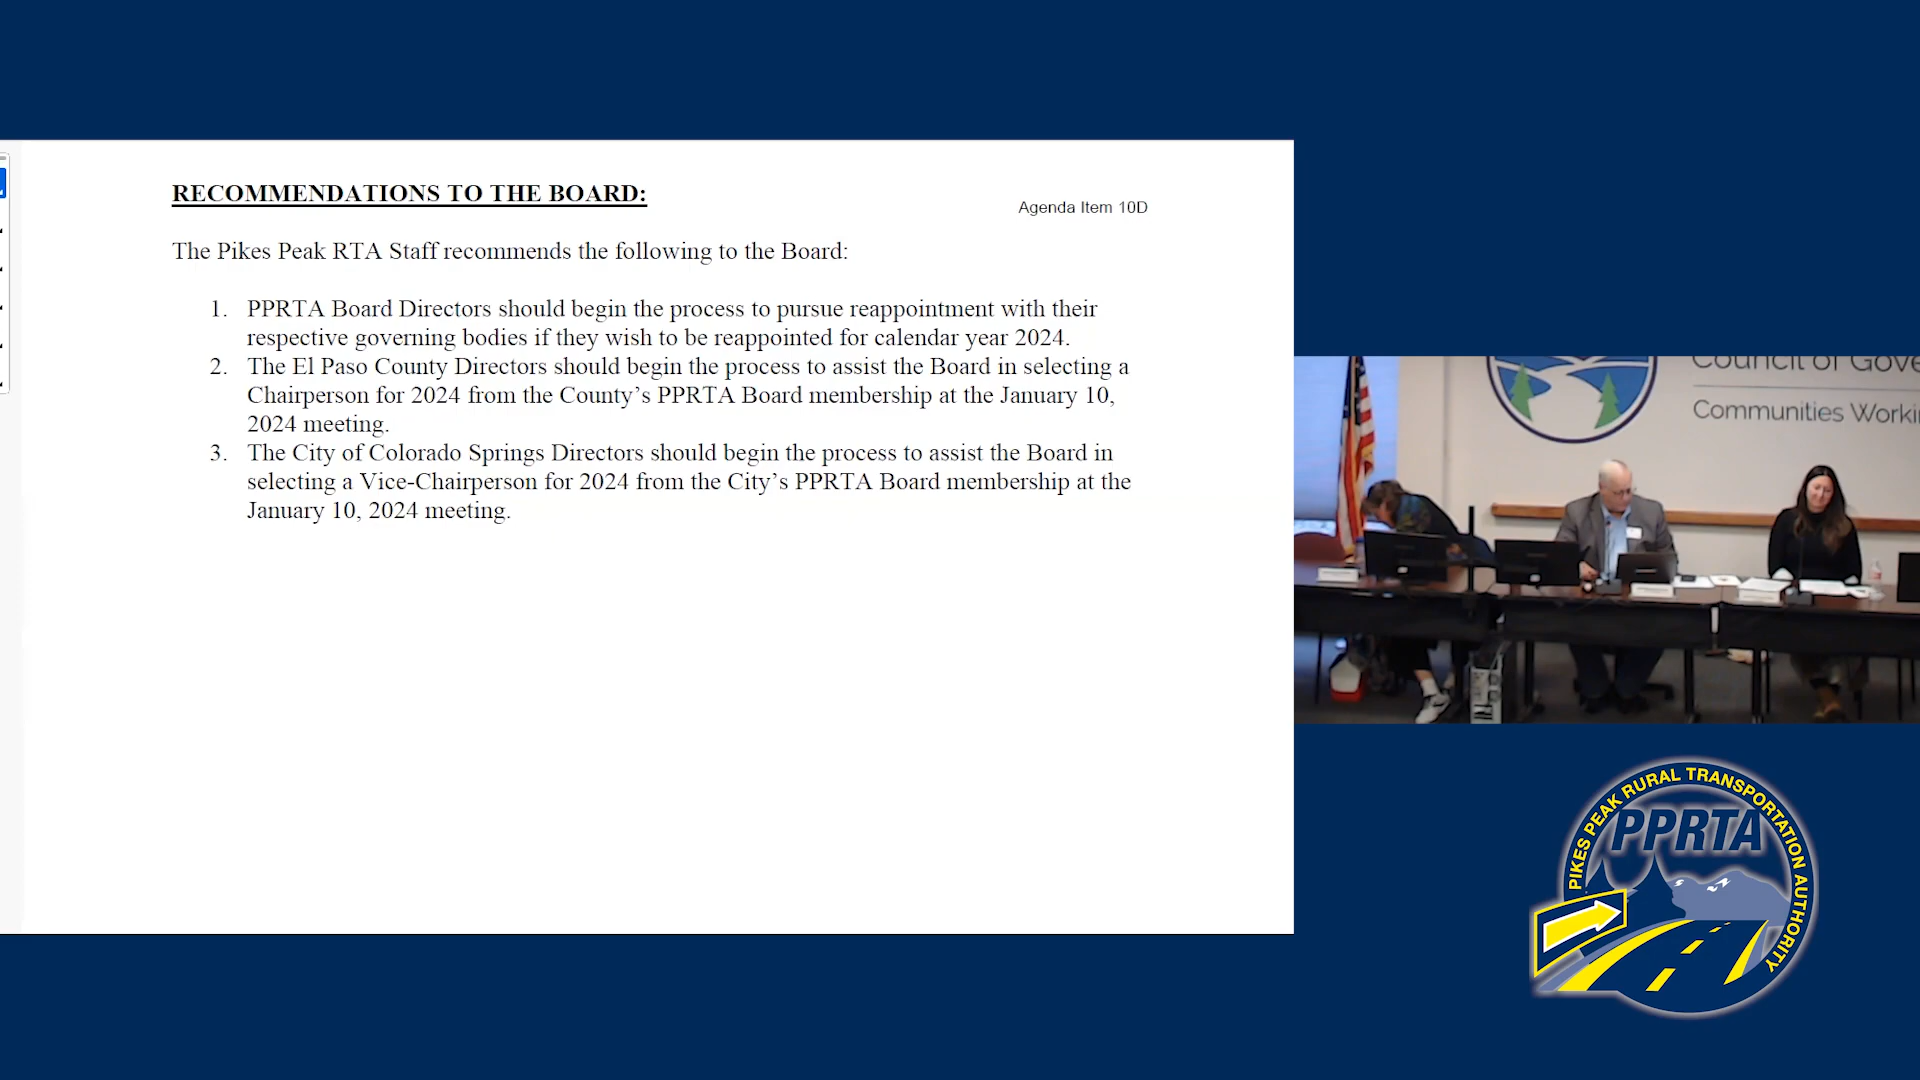 RECOMMENDATIONS TO THE BOARD:
Agenda Item 10D
The Pikes Peak RTA Staff recommends the following to the Board:
1. PPRTA Board Directors should begin the process to pursue reappointment with their
respective governing bodies if they wish to be reappointed for calendar year 2024.
2. The El Paso County Directors should begin the process to assist the Board in selecting a
Chairperson for 2024 from the County’s PPRTA Board membership at the January 10,
2024 meeting.
3. The City of Colorado Springs Directors should begin the process to assist the Board in
selecting a Vice-Chairperson for 2024 from the City’s PPRTA Board membership at the
January 10, 2024 meeting.
Council of Gove
Communities Worki
PIKES PEAK RURAL TRANSPORTATION AUTHORITY
PPRTA